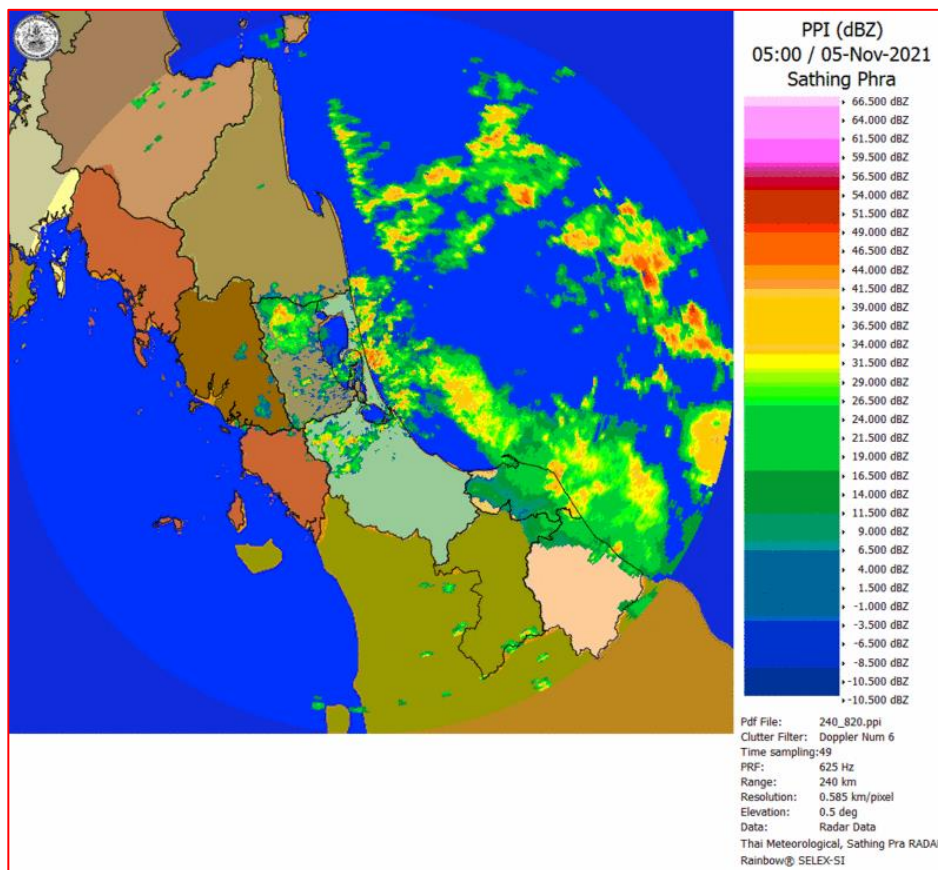 PPI (dBZ)
05:00 / 05-Nov-2021
Sathing Phra
66.500 dBZ
64.000 dBZ
61.500 dBZ
59.500 dBZ
56.500 dBZ
54.000 dBZ
51.500 dBZ
49.000 dBZ
46.500 dBZ
44.000 dBZ
41.500 dBZ
39.000 dBZ
36.500 dBZ
34.000 dBZ
31.500 dBZ
29.000 dBZ
26.500 dBZ
24.000 dBZ
21.500 dBZ
19.000 dBZ
16.500 dBZ
14.000 dBZ
11.500 dBZ
9.000 dBZ
6.500 dBZ
4.000 dBZ
1.500 dBZ
-1.000 dBZ
-3.500 dBZ
-8.500 dBZ
-10.500 dBZ
-10.500 dBZ
Pdf File: 240_820.ppi
Clutter Filter: Doppler Num 6
Time sampling:49
PRF: 625 Hz
Range: 240 km
Resolution: 0.585 km/pixel
Elevation: 0.5 deg
Data: Radar Data
Thai Meteorological, Sathing Pra RADA
Rainbow® SELEX-SI